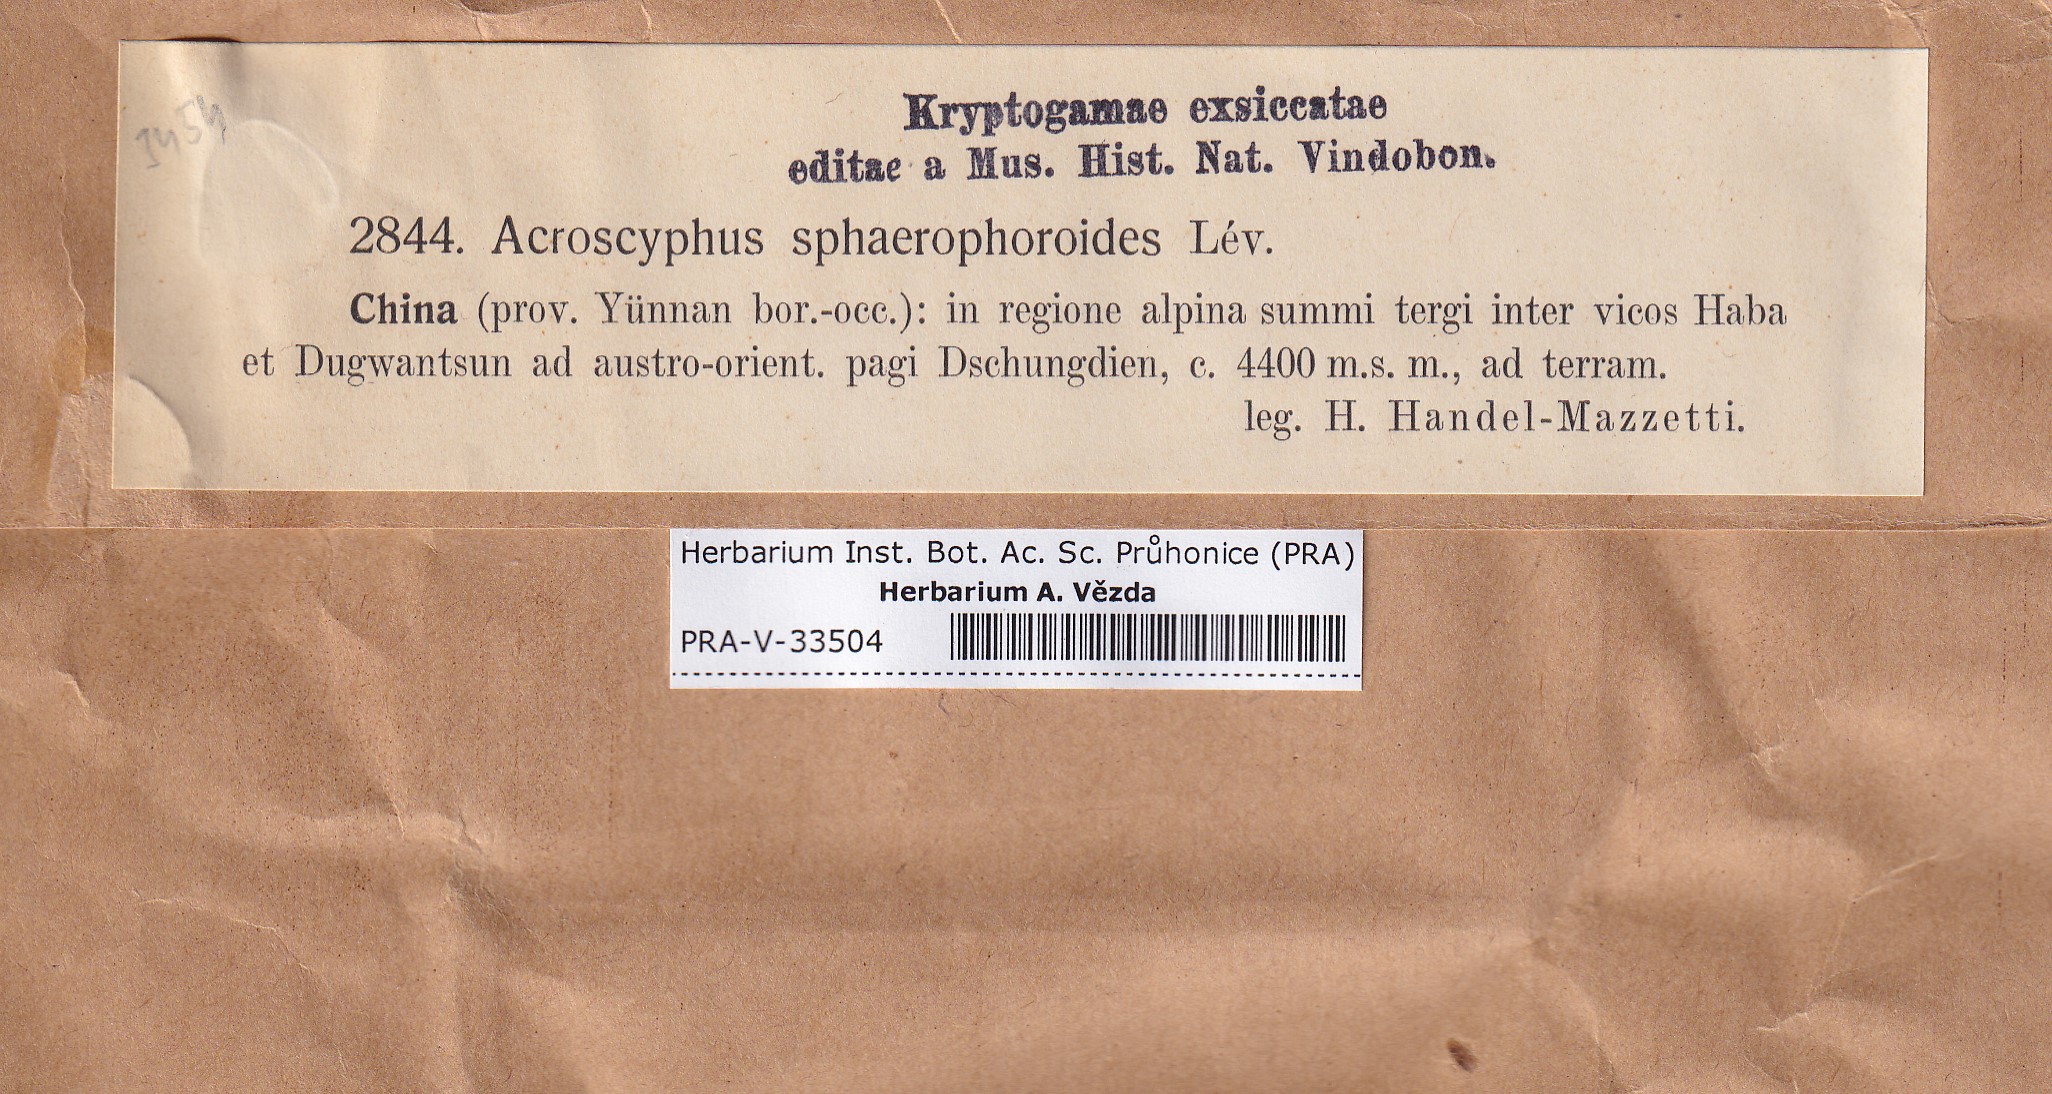 Kryptogamae exsiccatae
editae a Mus. Hist. Nat. Vindobon.
2844. Acroscyphus sphaerophoroides Lév.
China (prov. Yünnan bor.-occ.): in regione alpina summi tergi inter vicos Haba
et Dugwantsun ad austro-orient. pagi Dschungdien, c. 4400 m.s. m., ad terram.
leg. H. Handel-Mazzetti.
Herbarium Inst. Bot. Ac. Sc. Průhonice (PRA)
Herbarium A. Vězda
PRA-V-33504